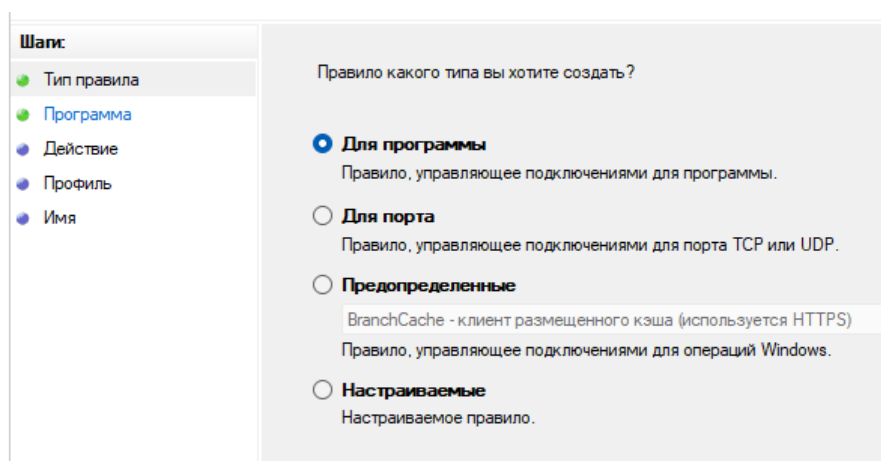 Шаги:
Тип правила
Программа
Действие
Профиль
Имя
Правило какого типа вы хотите создать?
Для программы
Правило, управляющее подключениями для программы.
Для порта
Правило, управляющее подключениями для порта TCP или UDP.
Предопределенные
BranchCache - клиент размещенного кэша (используется HTTPS)
Правило, управляющее подключениями для операций Windows.
Настраиваемые
Настраиваемое правило.